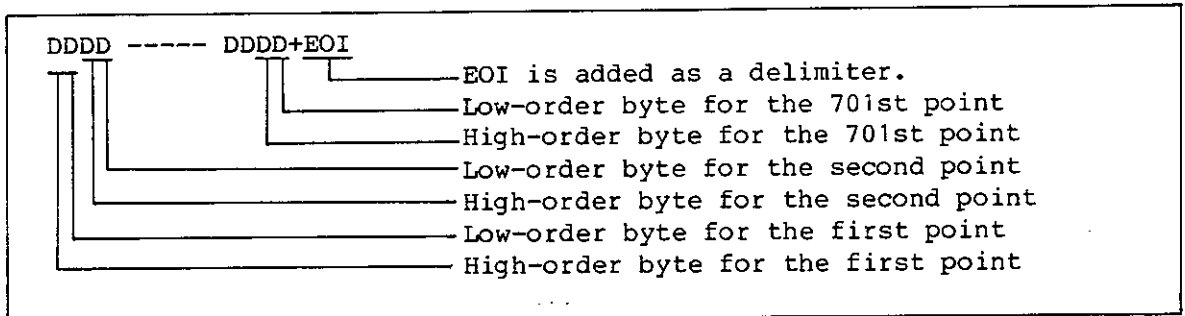 DDDD ----- DDDD+EOI
EOI is added as a delimiter.
Low-order byte for the 701st point
High-order byte for the 701st point
Low-order byte for the second point
High-order byte for the second point
Low-order byte for the first point
High-order byte for the first point